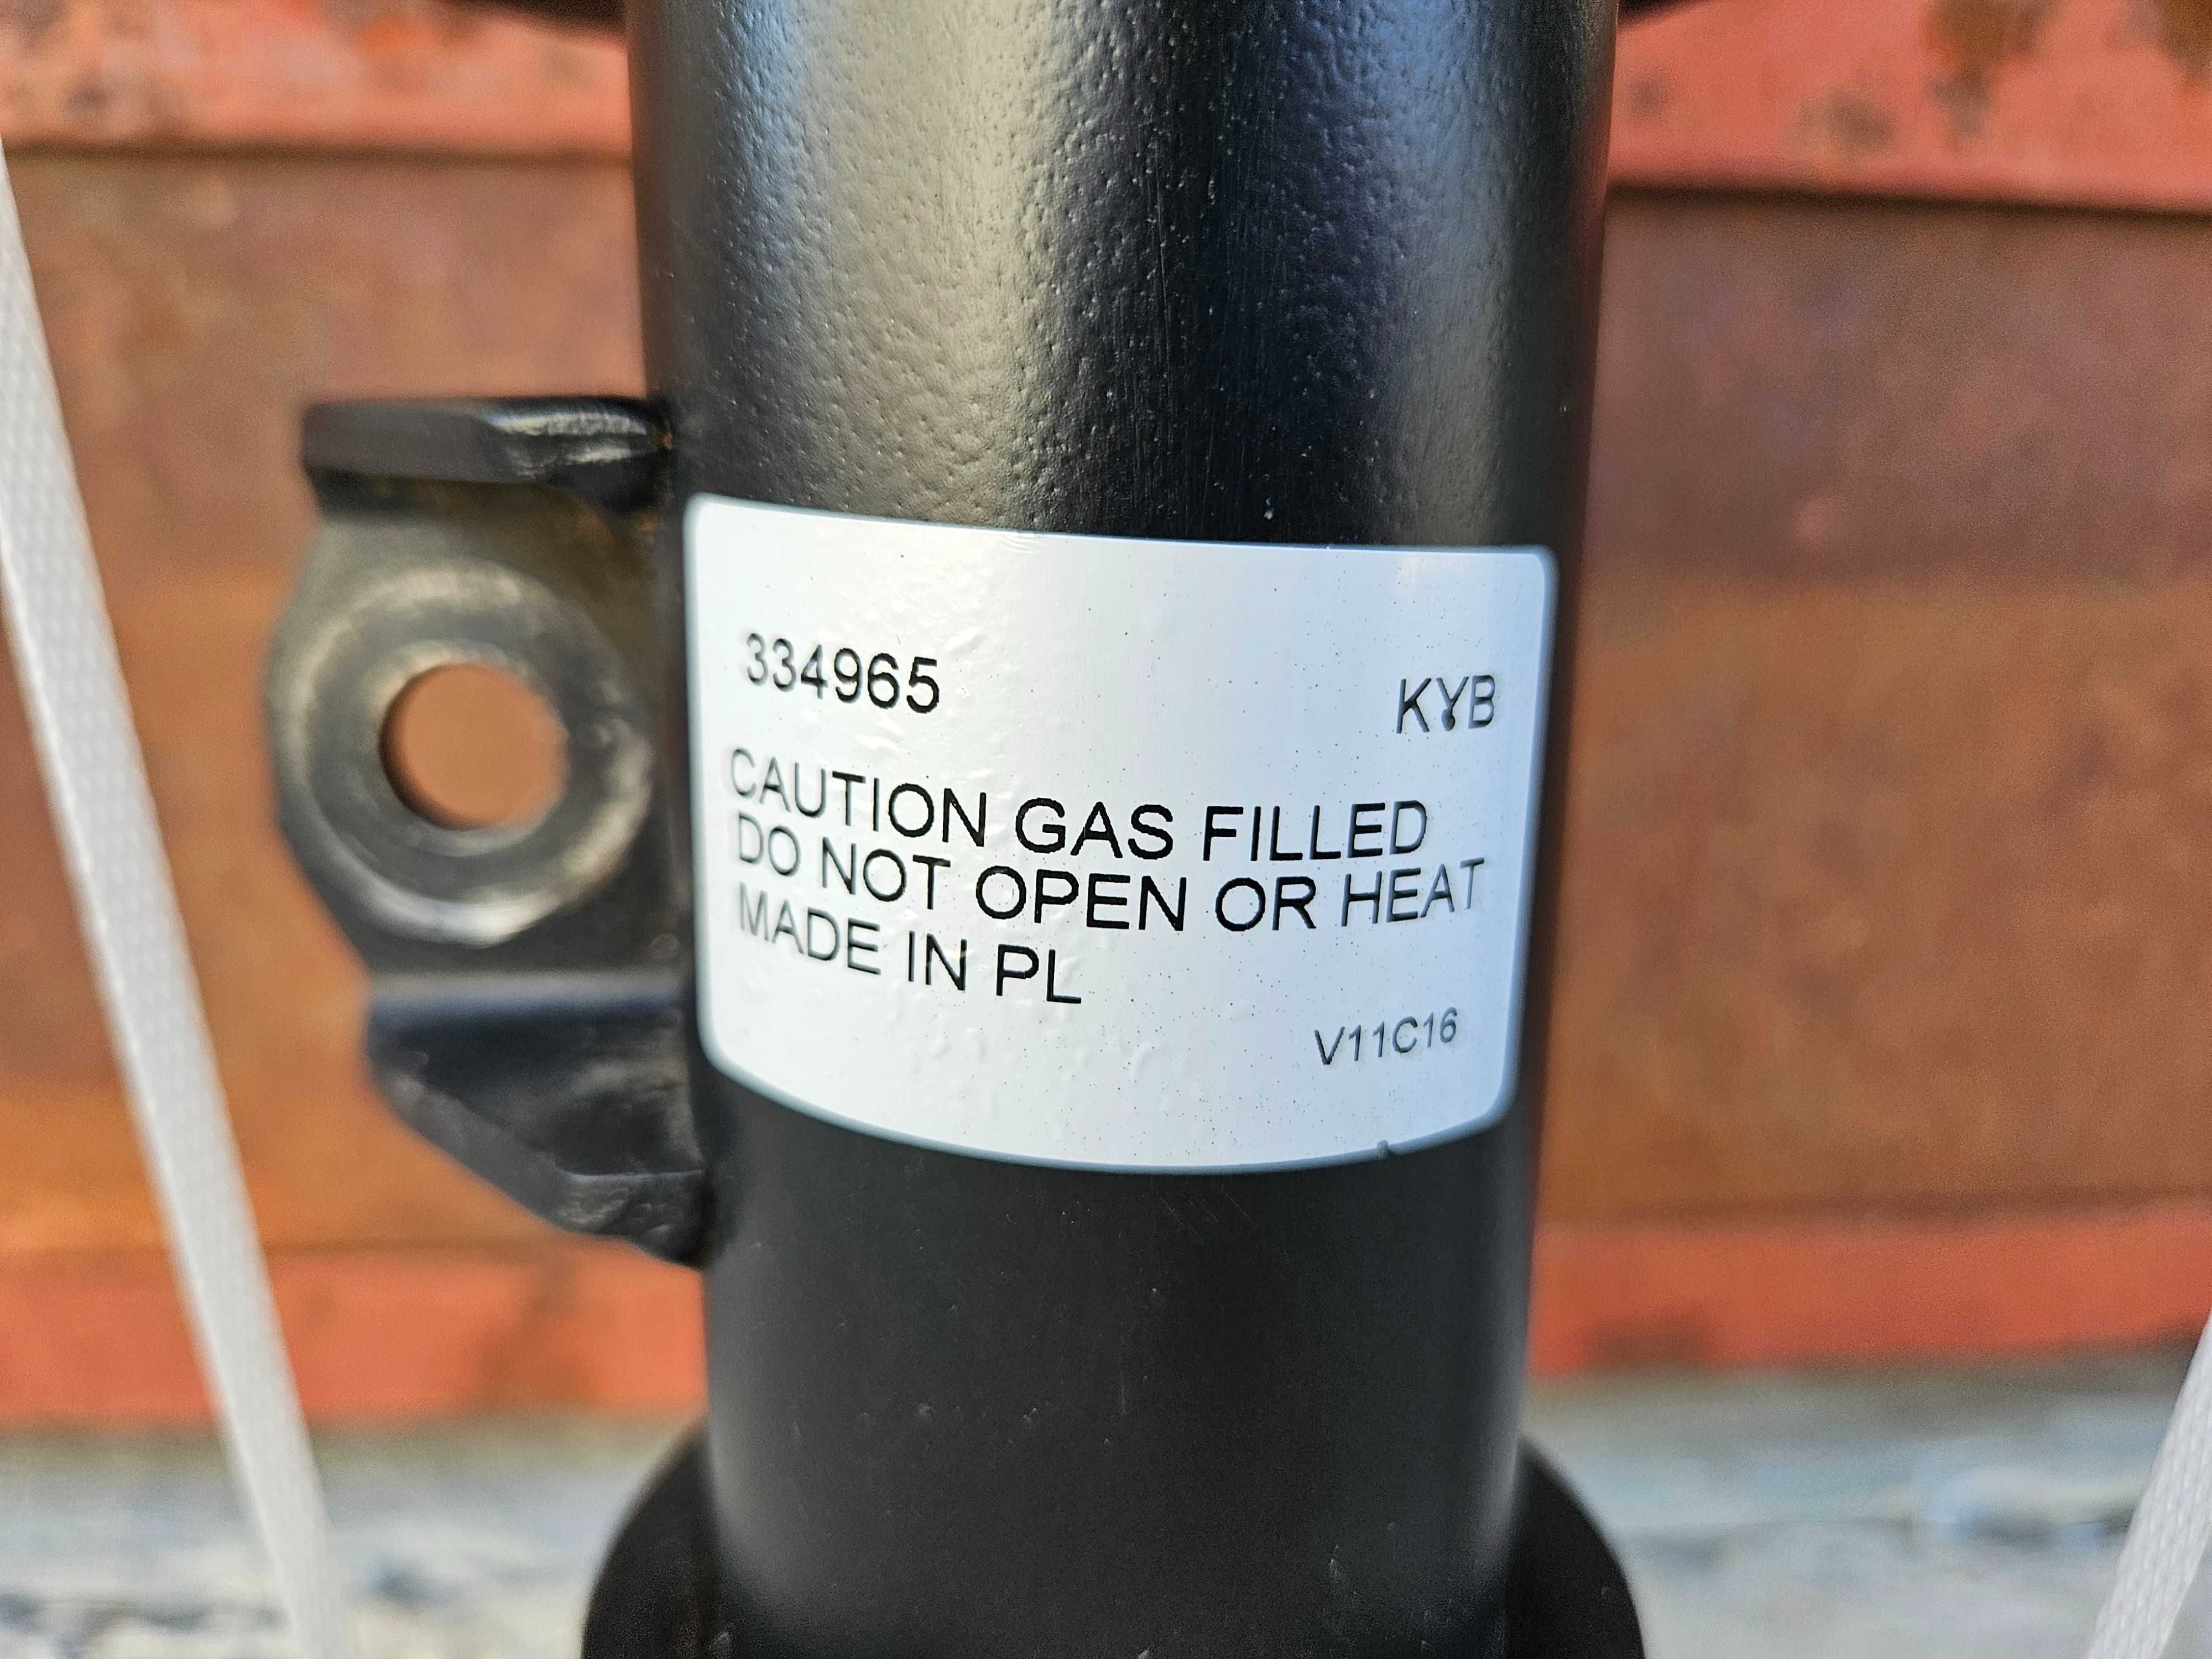 334965
KYB
CAUTION GAS FILLED
DO NOT OPEN OR HEAT
MADE IN PL
V11C16